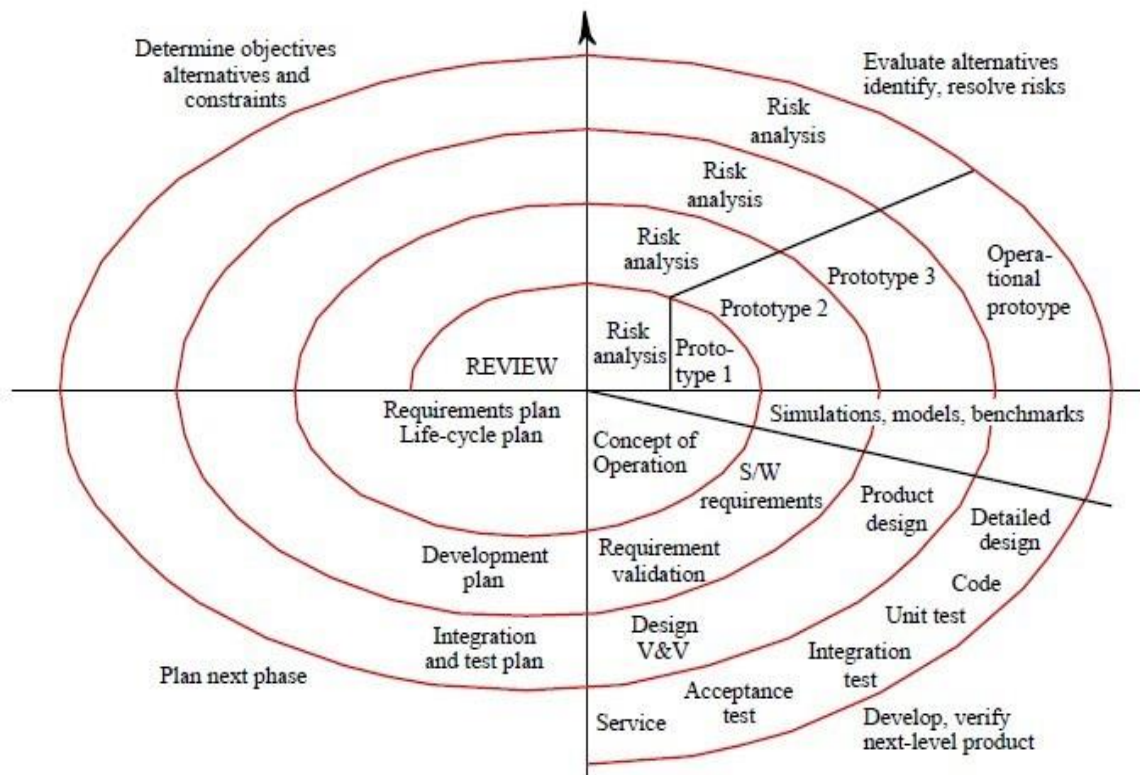 Determine objectives
alternatives and
constraints
Evaluate alternatives
identify, resolve risks
Risk
analysis
Risk
analysis
Risk
analysis
Risk
analysis
Proto-
type 1
Prototype 2
Prototype 3
Opera-
tional
protoype
REVIEW
Requirements plan
Life-cycle plan
Simulations, models, benchmarks
Concept of
Operation
S/W
requirements
Product
design
Detailed
design
Development
plan
Requirement
validation
Code
Unit test
Integration
and test plan
Design
V&V
Integration
test
Plan next phase
Acceptance
test
Service
Develop, verify
next-level product